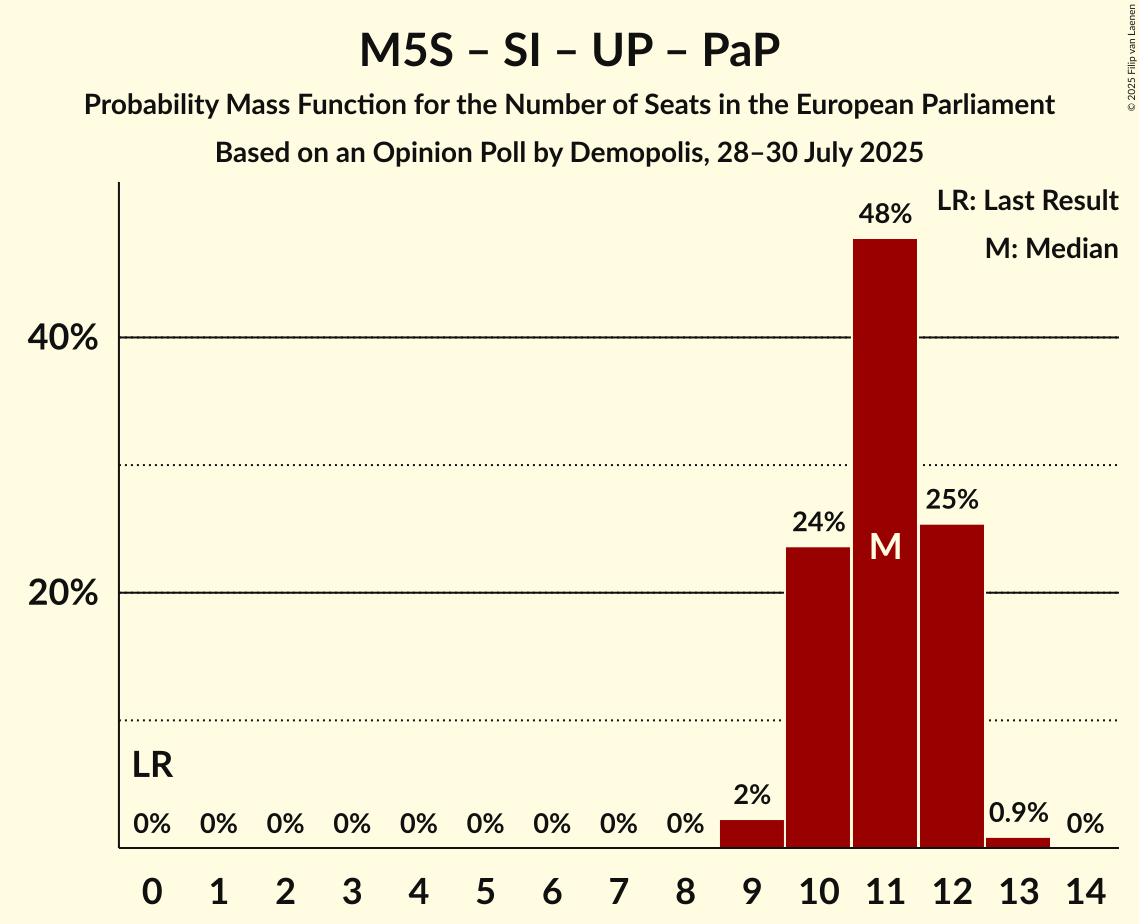 M5S – SI – UP – PaP
Probability Mass Function for the Number of Seats in the European Parliament
Based on an Opinion Poll by Demopolis, 28–30 July 2025
© 2025 Filip van Laenen
LR: Last Result
M: Median
48%
40%
25%
24%
M
20%
LR
0% 0% 0% 0% 0% 0% 0% 0% 0% 2% 0.9% 0%
0 1 2 3 4 5 6 7 8 9 10 11 12 13 14